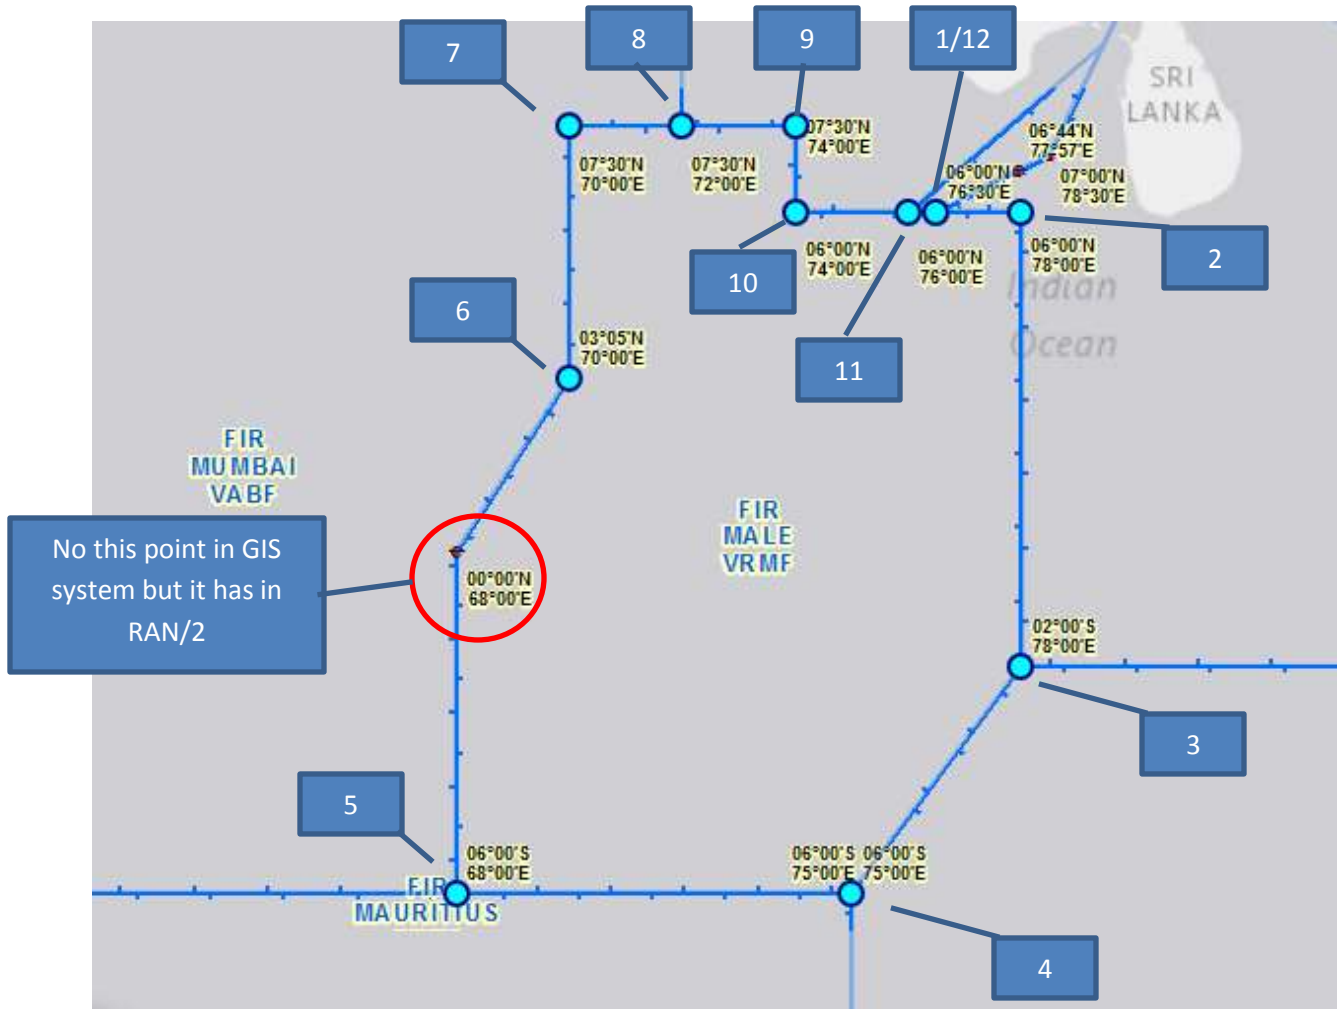 7
8
9
1/12
SRI
LANKA
07°30'N
74°00'E
06°44'N
77°57'E
07°30'N
70°00'E
07°30'N
72°00'E
06°00'N
76°30'E
07°00'N
78°30'E
10
06°00'N
74°00'E
06°00'N
76°00'E
06°00'N
78°00'E
2
Indian
Ocean
6
03°05'N
70°00'E
11
FIR
MUMBAI
VABF
FIR
MALE
VRMF
No this point in GIS
system but it has in
RAN/2
00°00'N
68°00'E
02°00'S
78°00'E
3
5
06°00'S
68°00'E
06°00'S
75°00'E
06°00'S
75°00'E
FIR
MAURITIUS
4